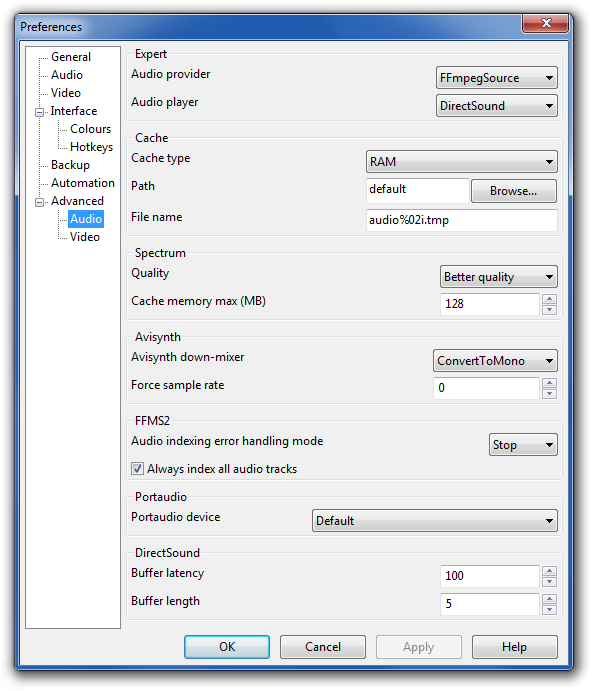 Preferences
General
Audio
Video
Interface
Colours
Hotkeys
Backup
Automation
Advanced
Audio
Video
Expert
Audio provider FFmpegSource
Audio player DirectSound
Cache
Cache type RAM
Path default Browse...
File name audio%02i.tmp
Spectrum
Quality Better quality
Cache memory max (MB) 128
Avisynth
Avisynth down-mixer ConvertToMono
Force sample rate 0
FFMS2
Audio indexing error handling mode Stop
Always index all audio tracks
Portaudio
Portaudio device Default
DirectSound
Buffer latency 100
Buffer length 5
OK Cancel Apply Help